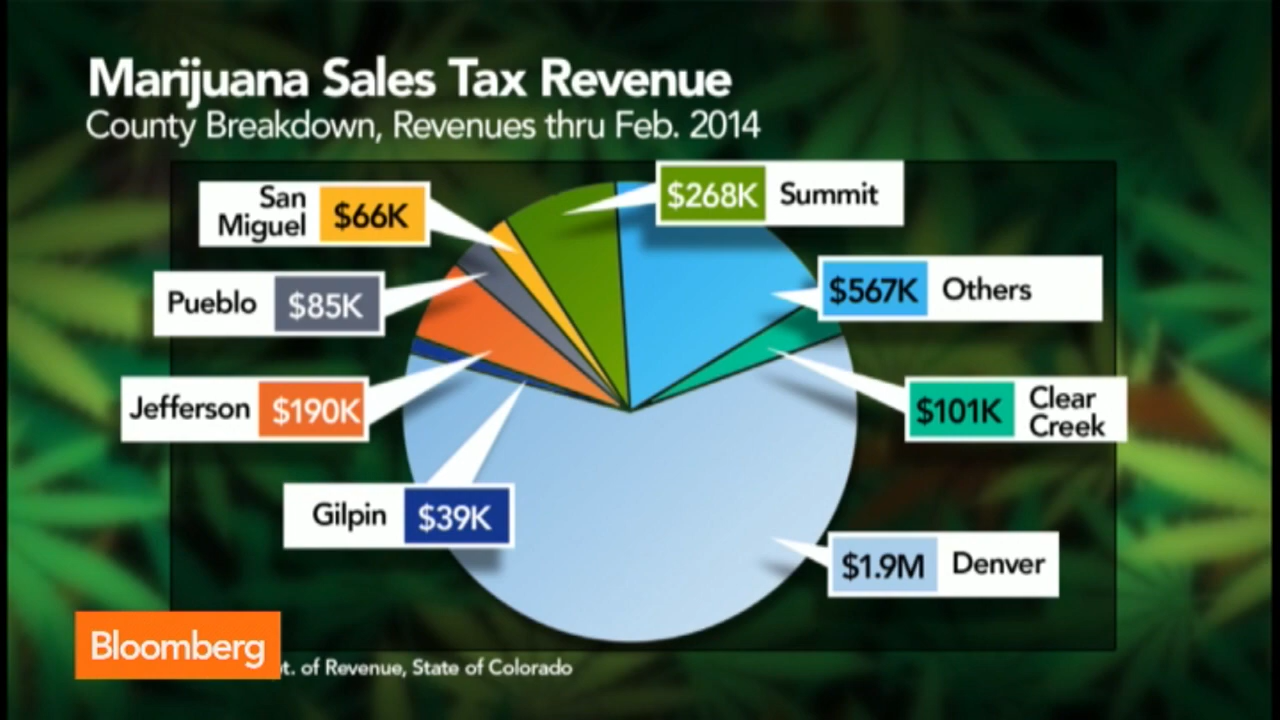 Marijuana Sales Tax Revenue
County Breakdown, Revenues thru Feb. 2014
$268K Summit
San
Miguel
$66K
$567K Others
Pueblo $85K
Jefferson $190K
$101K
Clear
Creek
Gilpin $39K
$1.9M Denver
Bloomberg
of Revenue, State of Colorado